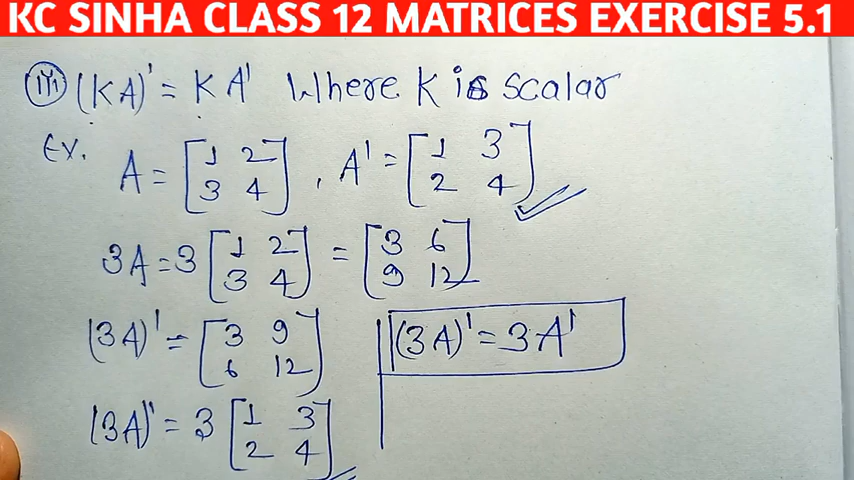 KC SINHA CLASS 12 MATRICES EXERCISE 5.1
(iii) (KA)' = KA' Where K is scalar
Ex. A = [1 2; 3 4], A' = [1 3; 2 4]
3A = 3 [1 2; 3 4] = [3 6; 9 12]
(3A)' = [3 9; 6 12]
(3A)' = 3A'
(3A)' = 3 [1 3; 2 4]